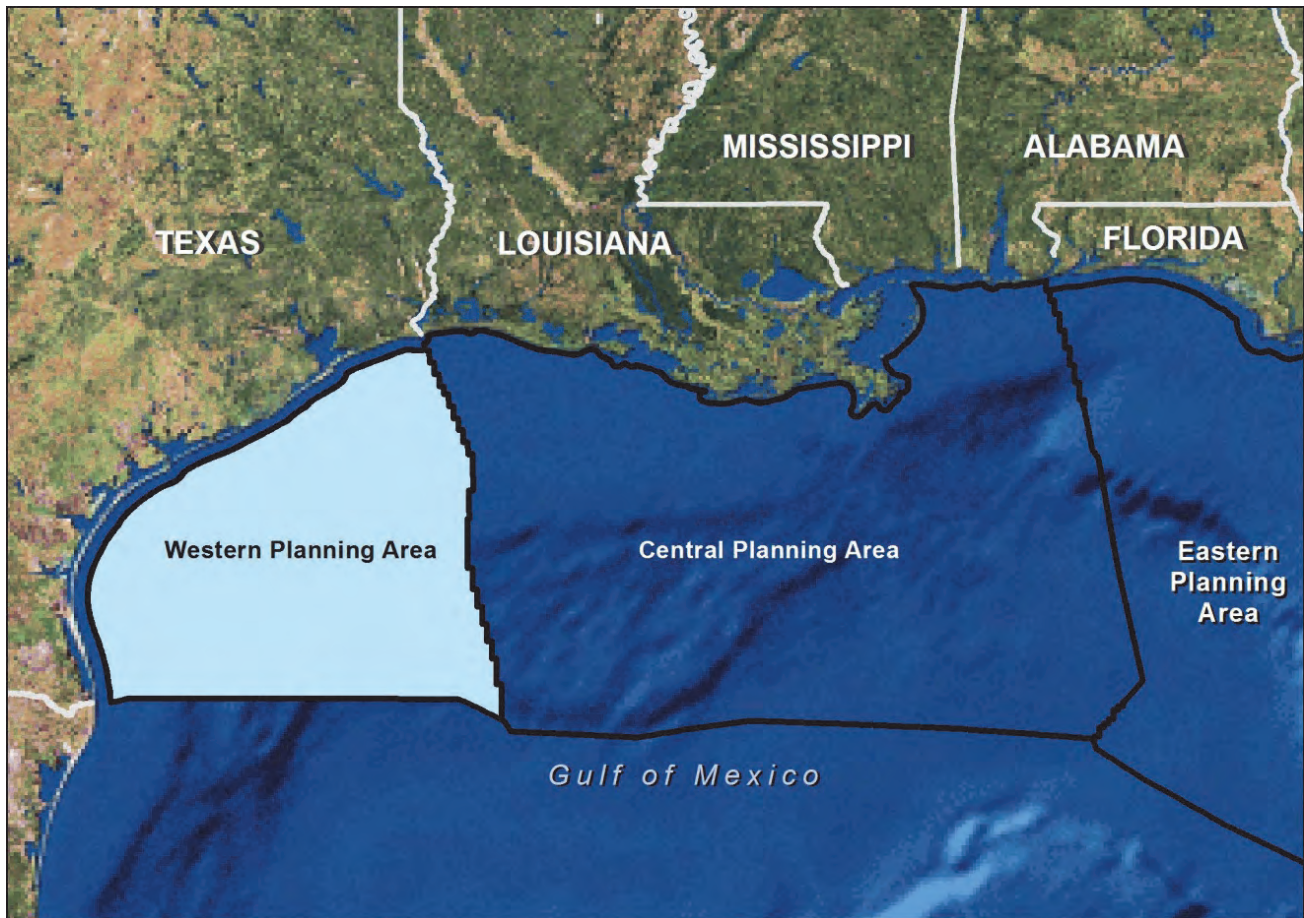 MISSISSIPPI
ALABAMA
TEXAS
LOUISIANA
FLORIDA
Western Planning Area
Central Planning Area
Eastern
Planning
Area
Gulf of Mexico